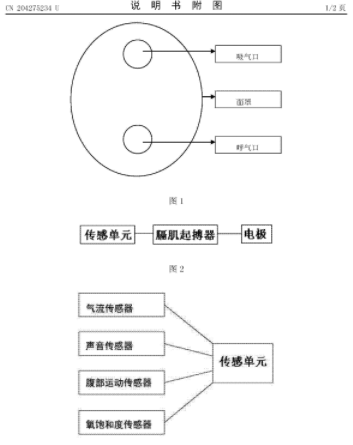 CN 204275234 U
说 明 书 附 图
1/2 页
吸气口
面罩
呼气口
图 1
传感单元
膈肌起搏器
电极
图 2
气流传感器
声音传感器
腹部运动传感器
氧饱和度传感器
传感单元